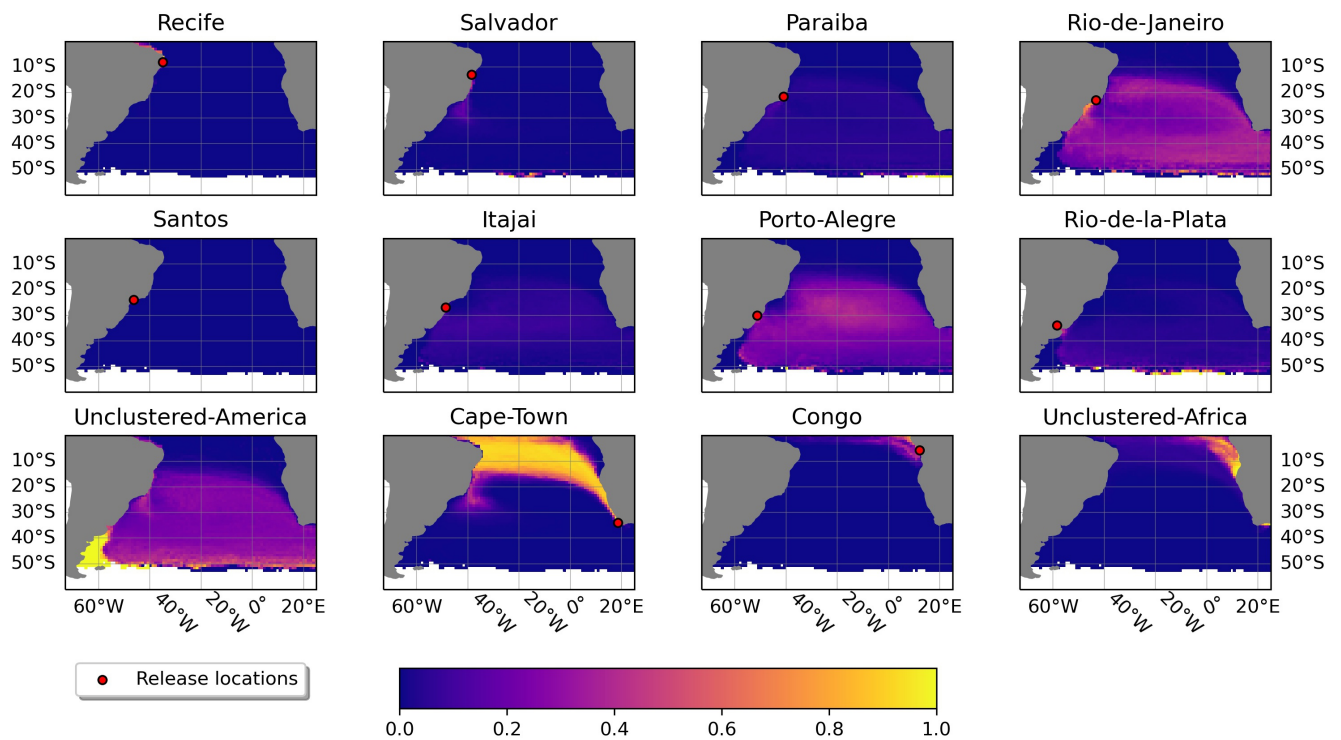 Recife Salvador Paraiba Rio-de-Janeiro
10°S 10°S
20°S 20°S
30°S 30°S
40°S 40°S
50°S 50°S
Santos Itajai Porto-Alegre Rio-de-la-Plata
10°S 10°S
20°S 20°S
30°S 30°S
40°S 40°S
50°S 50°S
Unclustered-America Cape-Town Congo Unclustered-Africa
10°S 10°S
20°S 20°S
30°S 30°S
40°S 40°S
50°S 50°S
60°W 40°W 20°W 0° 20°E 40°W 20°W 0° 60°W 40°W 20°W 0° 20°E 60°W 40°W 20°W 0° 20°E
Release locations
0.0 0.2 0.4 0.6 0.8 1.0